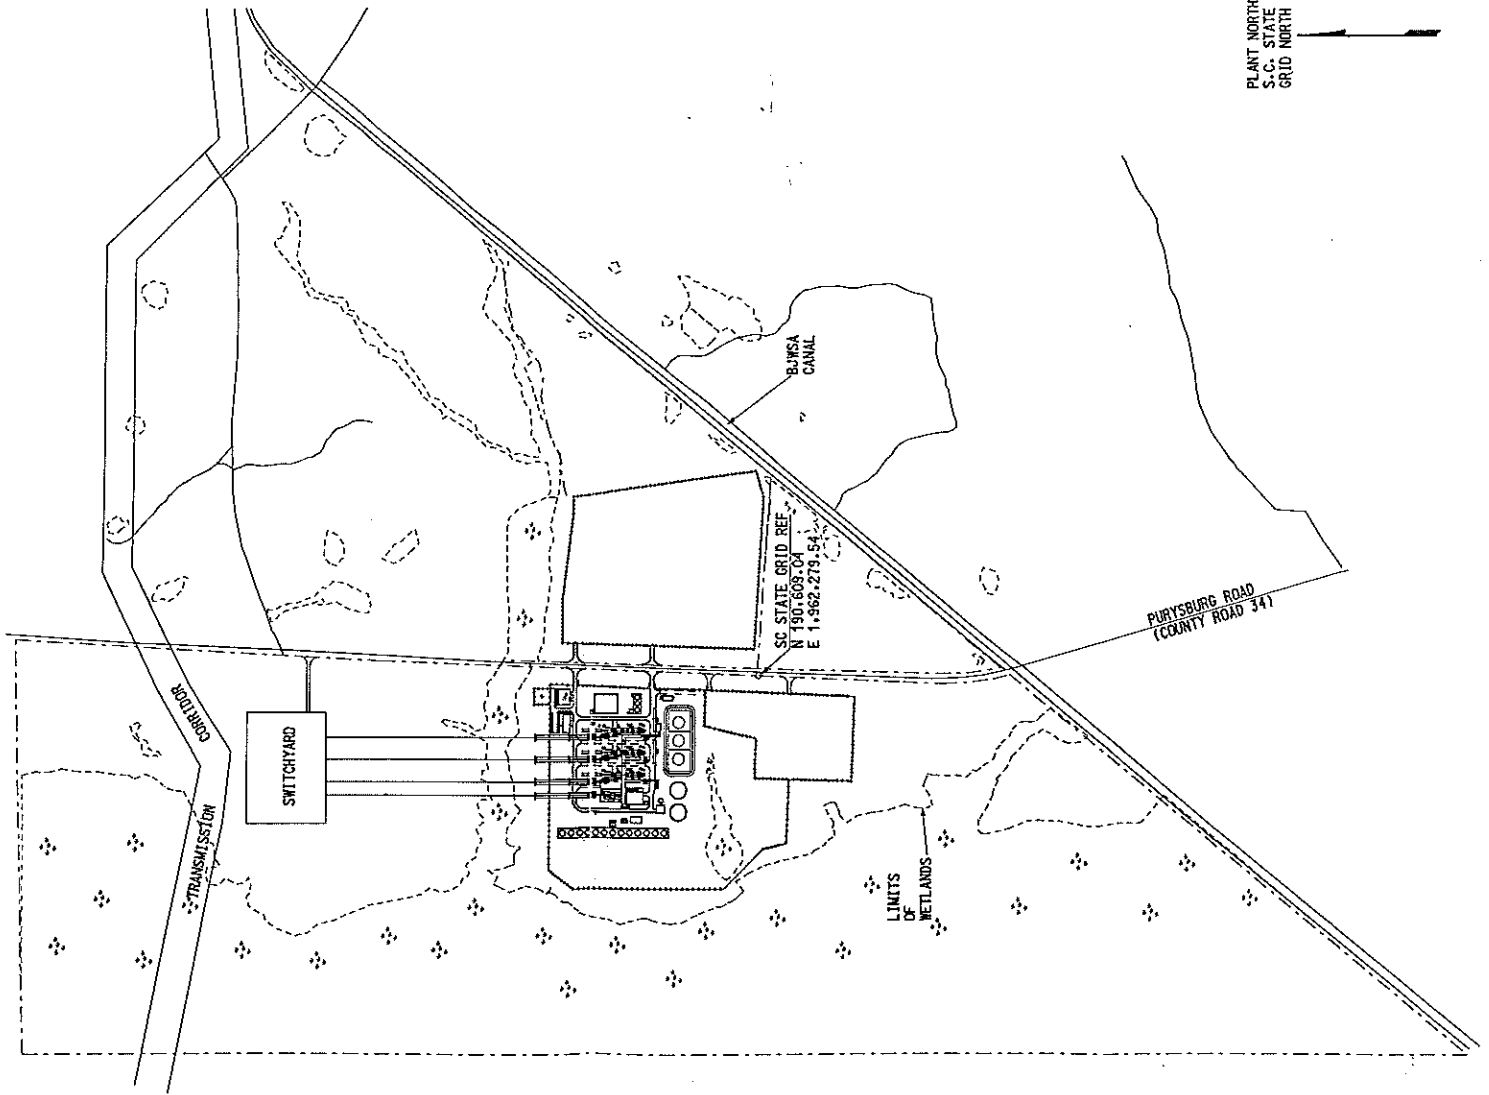 PLANT NORTH
S.C. STATE
GRID NORTH
BJWSA
CANAL
SC STATE GRID REF
N 190,609.04
E 1,962,279.54
PURYSBURG ROAD
(COUNTY ROAD 34)
TRANSMISSION CORRIDOR
SWITCHYARD
LIMITS
OF
WETLANDS